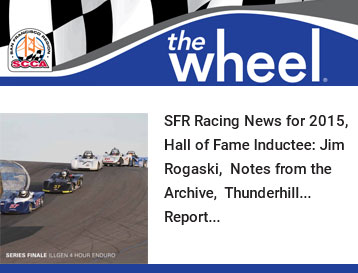 SAN FRANCISCO REGION
SCCA
the
wheel®
SFR Racing News for 2015,
Hall of Fame Inductee: Jim
Rogaski,  Notes from the
Archive,  Thunderhill...
Report...
SERIES FINALE ILLGEN 4 HOUR ENDURO